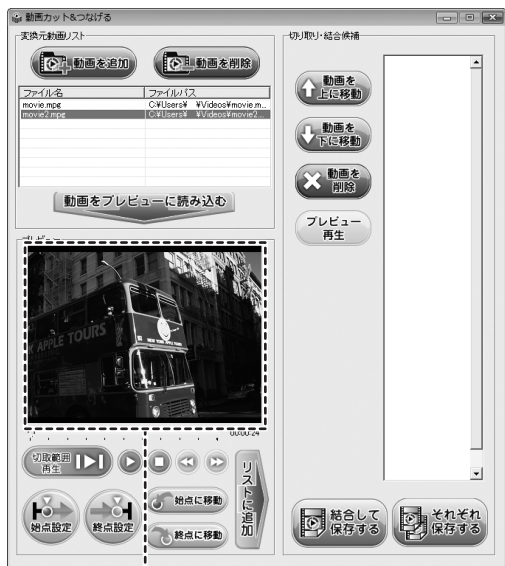 動画カット&つなげる
変換元動画リスト
動画を追加
動画を削除
ファイル名 ファイルパス
movie.mpg C:¥Users¥ ¥Videos¥movie.m...
movie2.mpg C:¥Users¥ ¥Videos¥movie2...
動画をプレビューに読み込む
プレビュー
APPLE TOURS
NEW YORK APPLE TOURS
00:00:24
切取範囲
再生
始点設定
終点設定
始点に移動
終点に移動
リストに追加
切り取り・結合候補
動画を
上に移動
動画を
下に移動
動画を
削除
プレビュー
再生
結合して
保存する
それぞれ
保存する